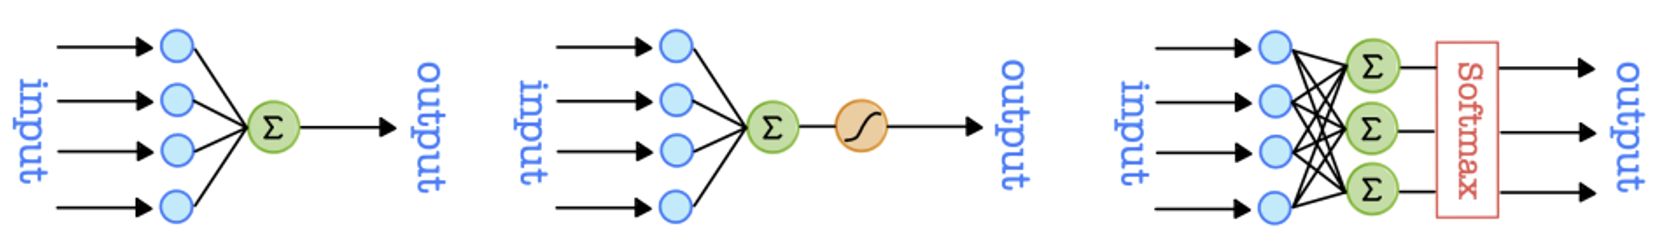 input
Σ
output
input
Σ
output
input
Σ
Σ
Σ
Softmax
output